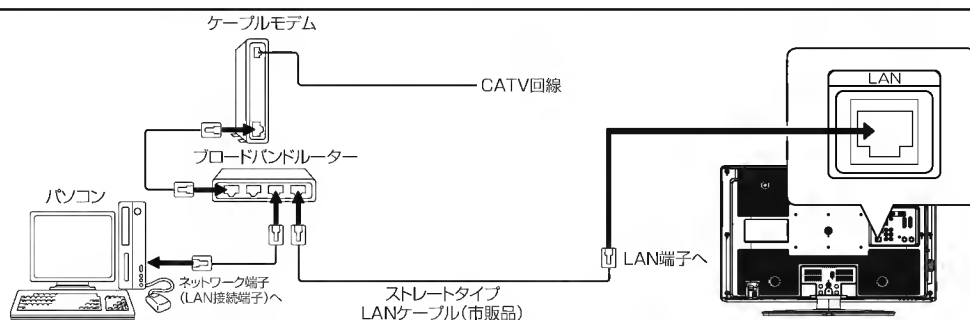 ケーブルモデム
CATV回線
LAN
ブロードバンドルーター
パソコン
LAN端子へ
ネットワーク端子
(LAN接続端子)へ
ストレートタイプ
LANケーブル(市販品)